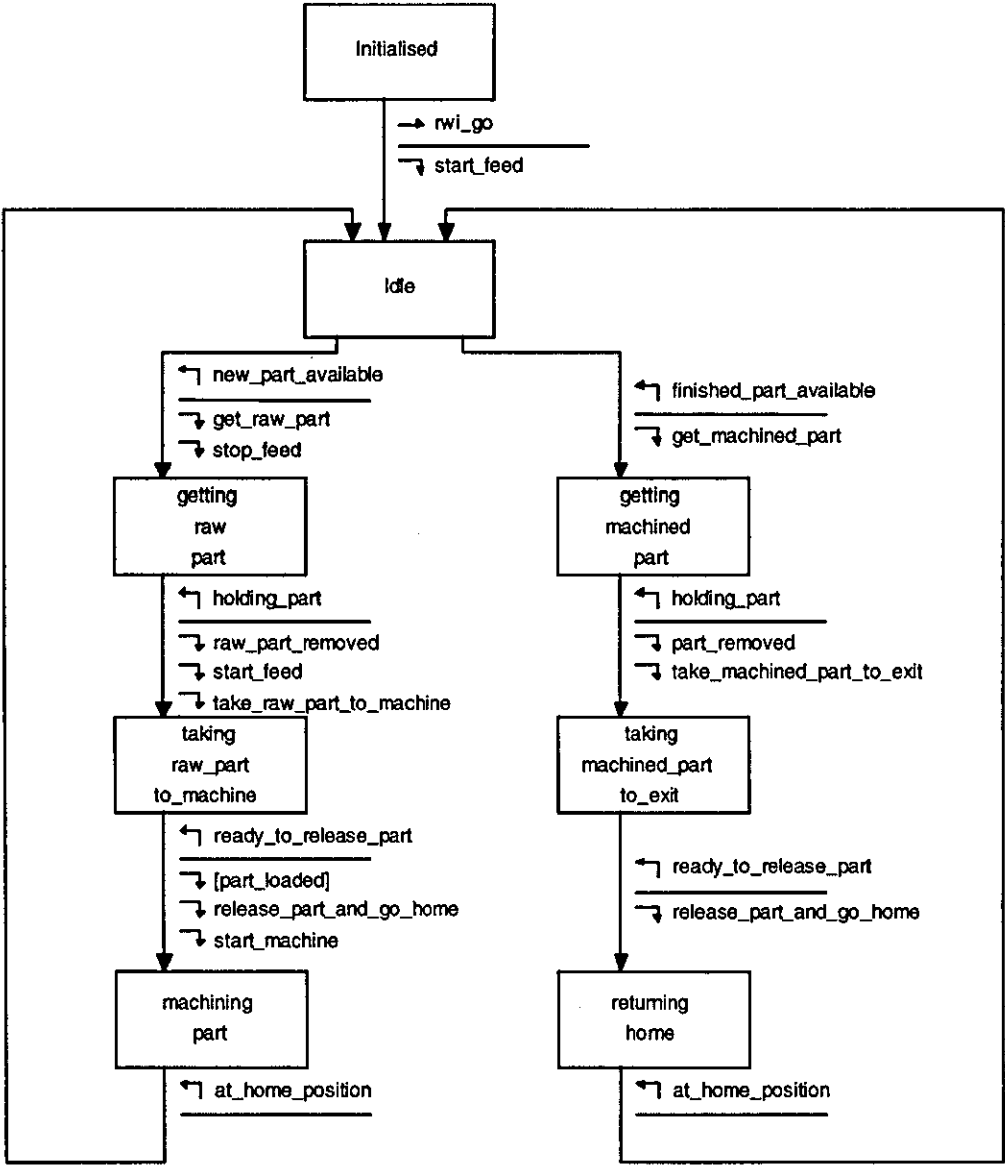 Initialised
rwi_go
start_feed
Idle
new_part_available
get_raw_part
stop_feed
finished_part_available
get_machined_part
getting
raw
part
getting
machined
part
holding_part
raw_part_removed
start_feed
take_raw_part_to_machine
holding_part
part_removed
take_machined_part_to_exit
taking
raw_part
to_machine
taking
machined_part
to_exit
ready_to_release_part
[part_loaded]
release_part_and_go_home
start_machine
ready_to_release_part
release_part_and_go_home
machining
part
returning
home
at_home_position
at_home_position